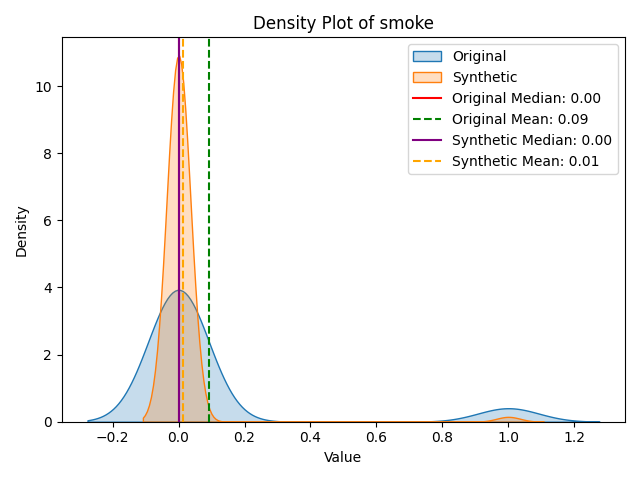 Density Plot of smoke
Original
Synthetic
Original Median: 0.00
Original Mean: 0.09
Synthetic Median: 0.00
Synthetic Mean: 0.01
Density
10
8
6
4
2
0
−0.2 0.0 0.2 0.4 0.6 0.8 1.0 1.2
Value